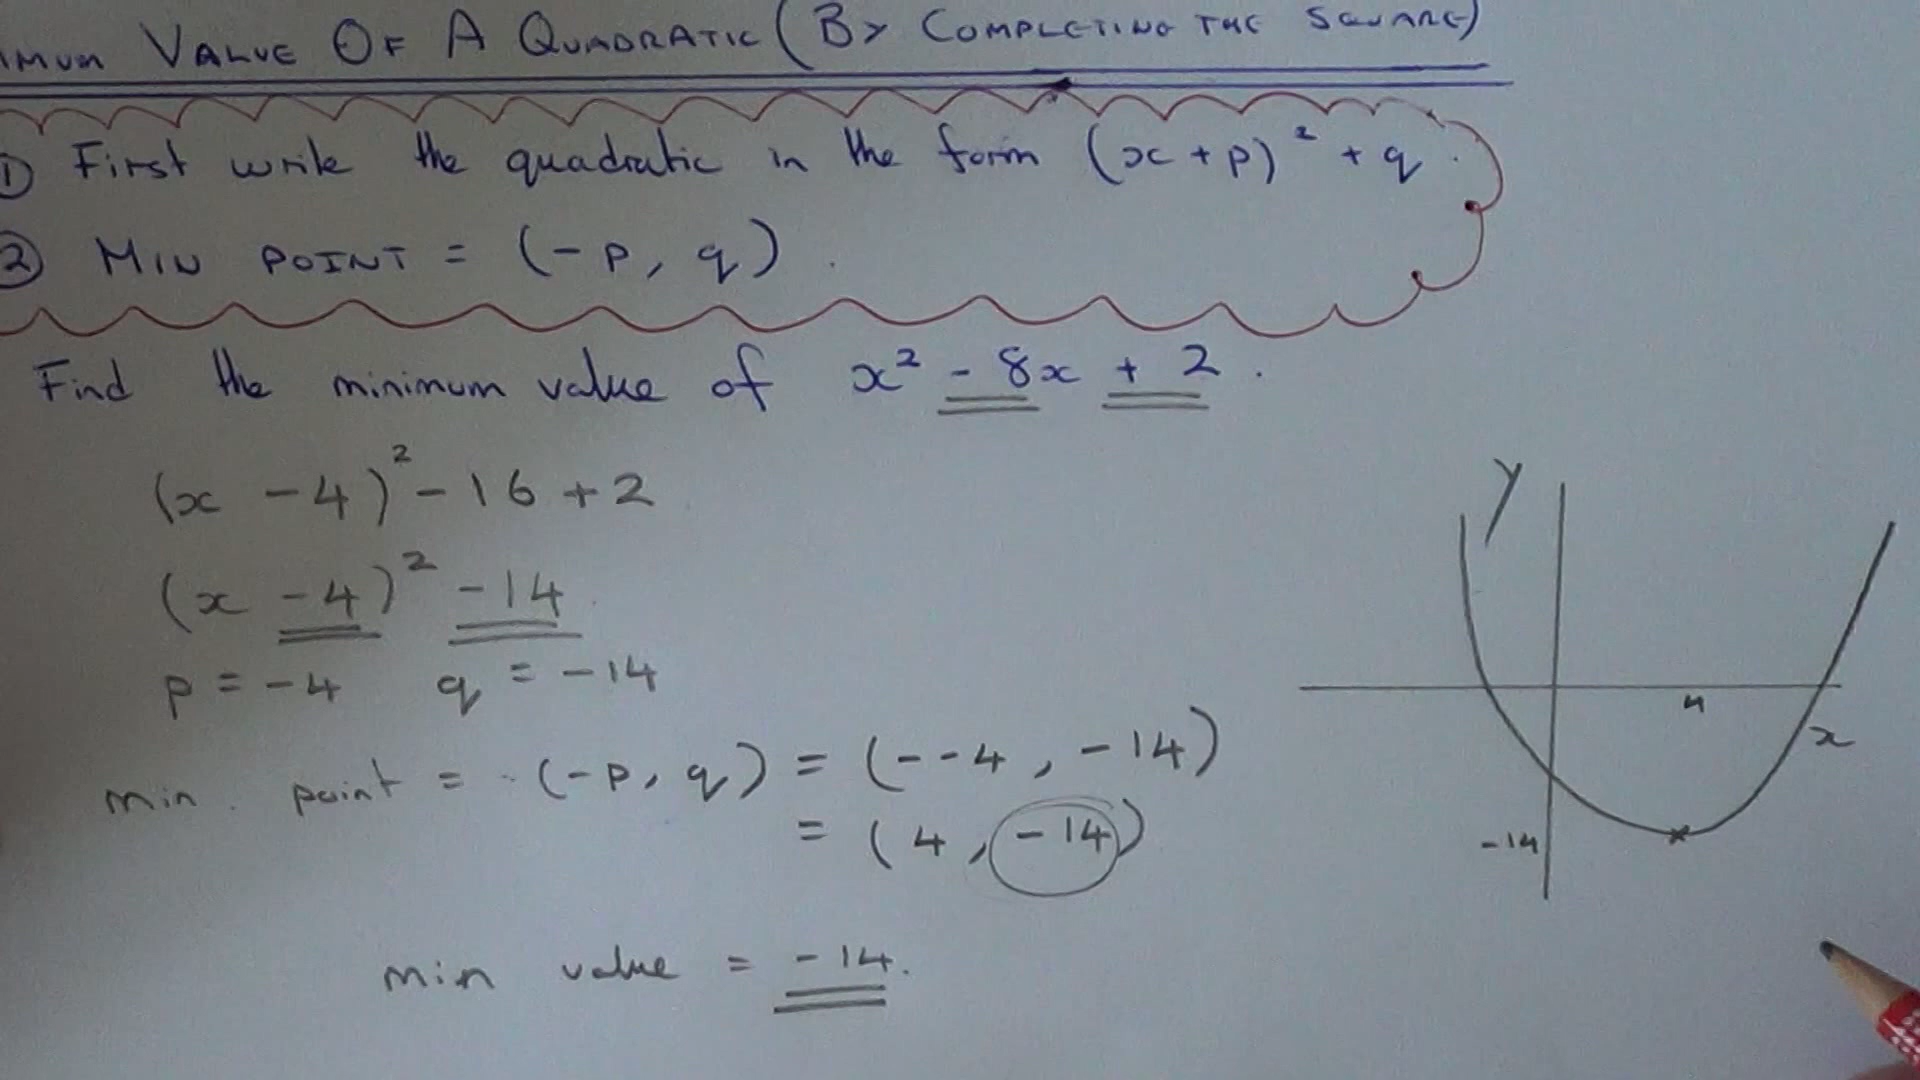 VALUE OF A QUADRATIC (BY COMPLETING THE SQUARE)
① First write the quadratic in the form (x + p)² + q.
② MIN POINT = (-p, q).
Find the minimum value of x² - 8x + 2.
(x - 4)² - 16 + 2
(x - 4)² - 14
p = -4 q = -14
min. point = (-p, q) = (--4, -14)
= (4, -14)
min value = -14.
y
4
x
-14